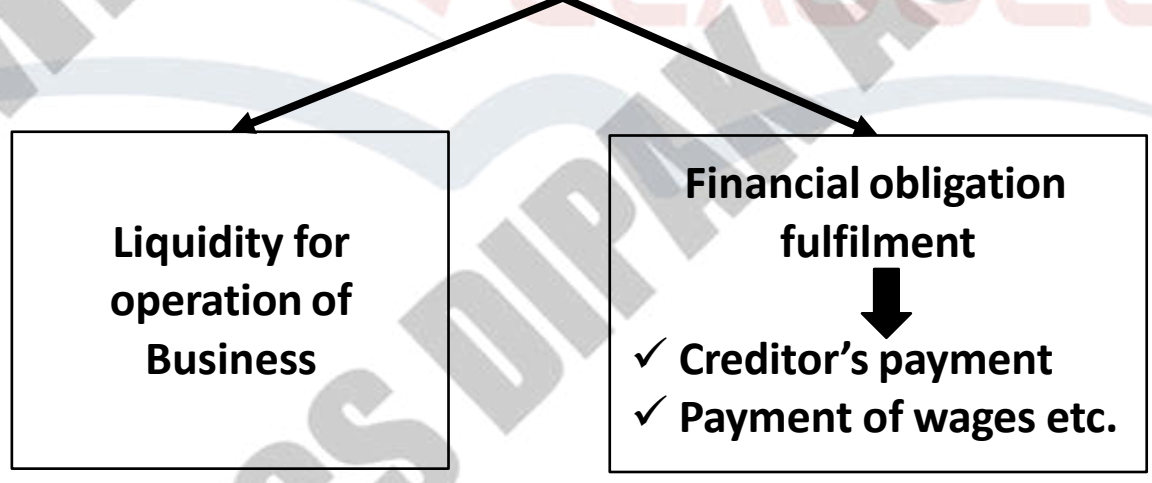 Liquidity for
operation of
Business
Financial obligation
fulfilment
✓ Creditor's payment
✓ Payment of wages etc.